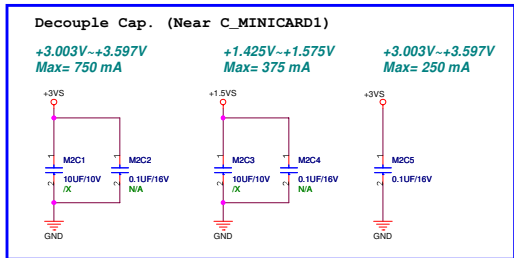 Decouple Cap. (Near C_MINICARD1)
+3.003V~+3.597V
Max= 750 mA
+1.425V~+1.575V
Max= 375 mA
+3.003V~+3.597V
Max= 250 mA
+3VS
1
2
M2C1
10UF/10V
/X
1
2
M2C2
0.1UF/16V
N/A
GND
+1.5VS
1
2
M2C3
10UF/10V
/X
1
2
M2C4
0.1UF/16V
N/A
GND
+3VS
1
2
M2C5
0.1UF/16V
GND